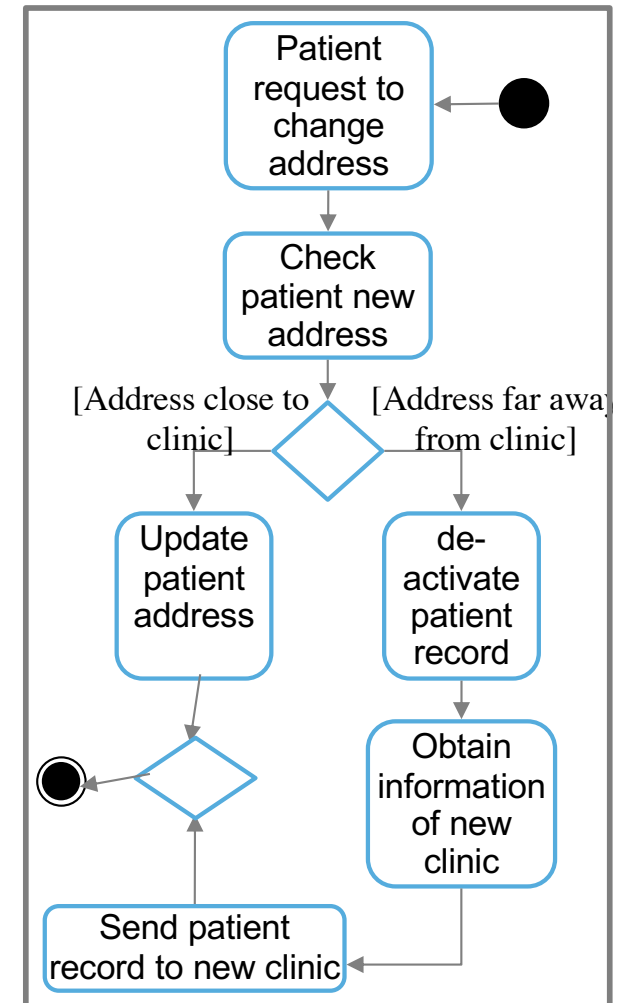 Patient
request to
change
address
Check
patient new
address
[Address close to
clinic]
[Address far away
from clinic]
Update
patient
address
de-
activate
patient
record
Obtain
information
of new
clinic
Send patient
record to new clinic